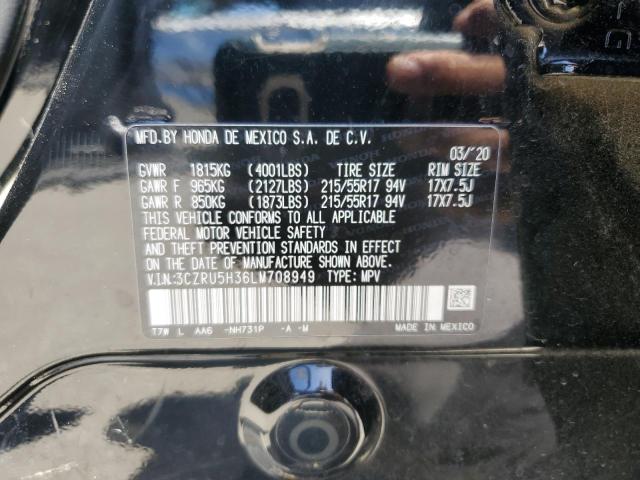 MFD.BY HONDA DE MEXICO S.A. DE C.V.
03/'20
GVWR 1815KG (4001LBS) TIRE SIZE RIM SIZE
GAWR F 965KG (2127LBS) 215/55R17 94V 17X7.5J
GAWR R 850KG (1873LBS) 215/55R17 94V 17X7.5J
THIS VEHICLE CONFORMS TO ALL APPLICABLE
FEDERAL MOTOR VEHICLE SAFETY
AND THEFT PREVENTION STANDARDS IN EFFECT
ON THE DATE OF MANUFACTURE SHOWN ABOVE.
V.I.N.:3CZRU5H36LM708949 TYPE: MPV
T7W L AA6 -NH731P -A -M MADE IN MEXICO